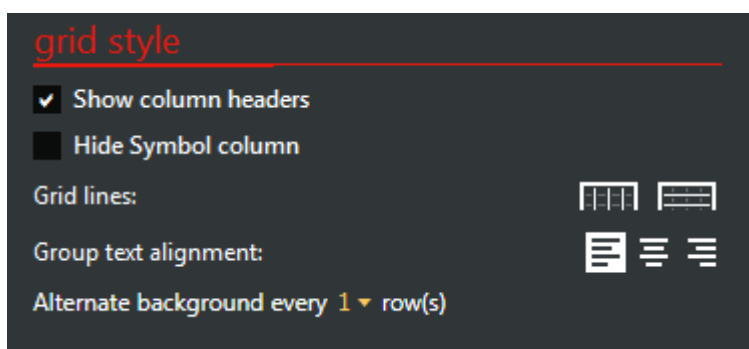 grid style
Show column headers
Hide Symbol column
Grid lines:
Group text alignment:
Alternate background every 1 row(s)